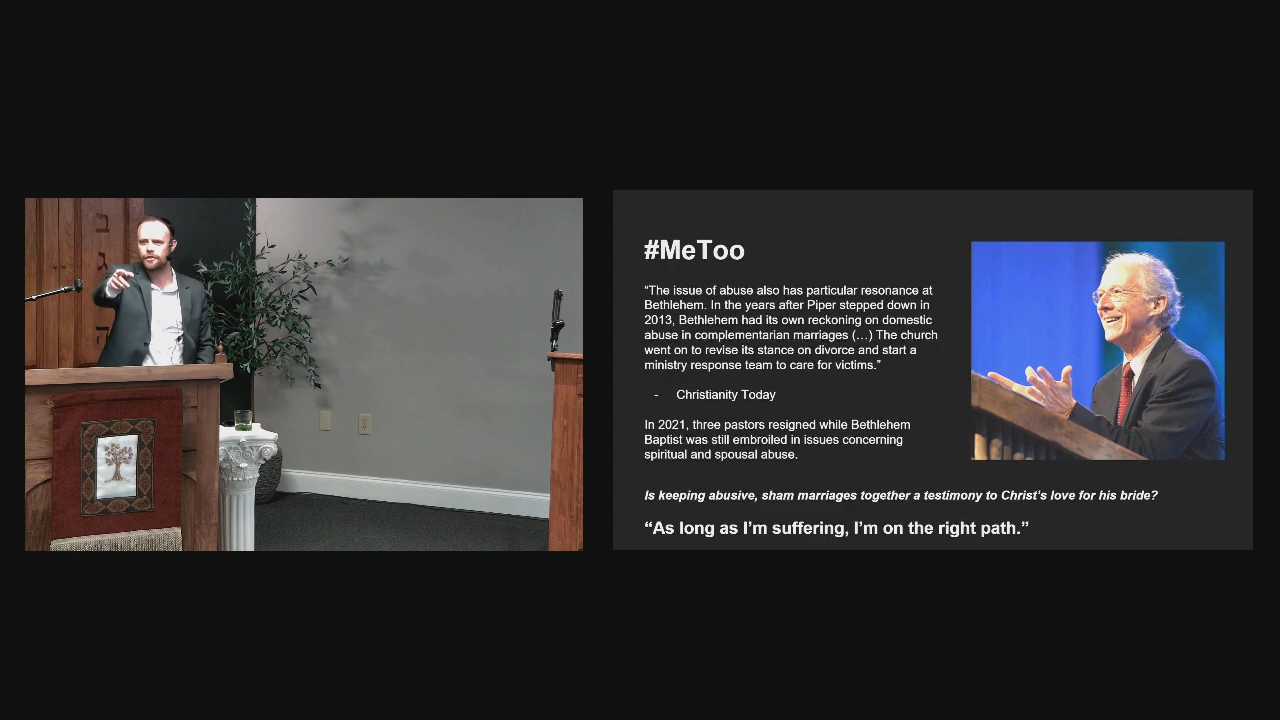 #MeToo
“The issue of abuse also has particular resonance at
Bethlehem. In the years after Piper stepped down in
2013, Bethlehem had its own reckoning on domestic
abuse in complementarian marriages (…) The church
went on to revise its stance on divorce and start a
ministry response team to care for victims.”
- Christianity Today
In 2021, three pastors resigned while Bethlehem
Baptist was still embroiled in issues concerning
spiritual and spousal abuse.
Is keeping abusive, sham marriages together a testimony to Christ’s love for his bride?
“As long as I’m suffering, I’m on the right path.”